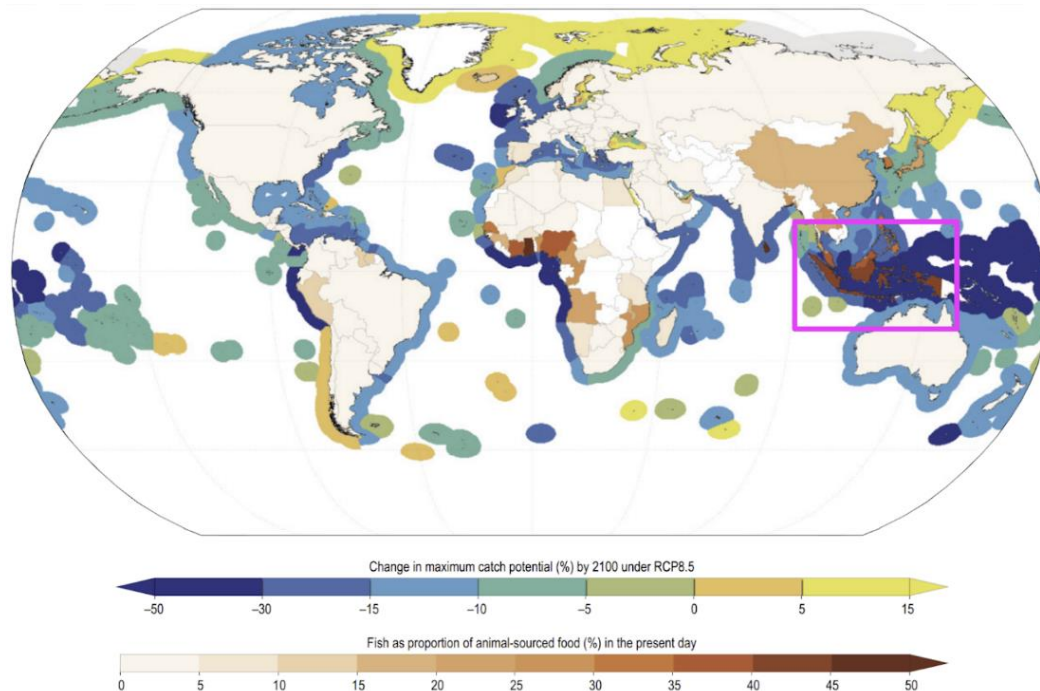 Change in maximum catch potential (%) by 2100 under RCP8.5
–50 –30 –15 –10 –5 0 5 15
Fish as proportion of animal-sourced food (%) in the present day
0 5 10 15 20 25 30 35 40 45 50